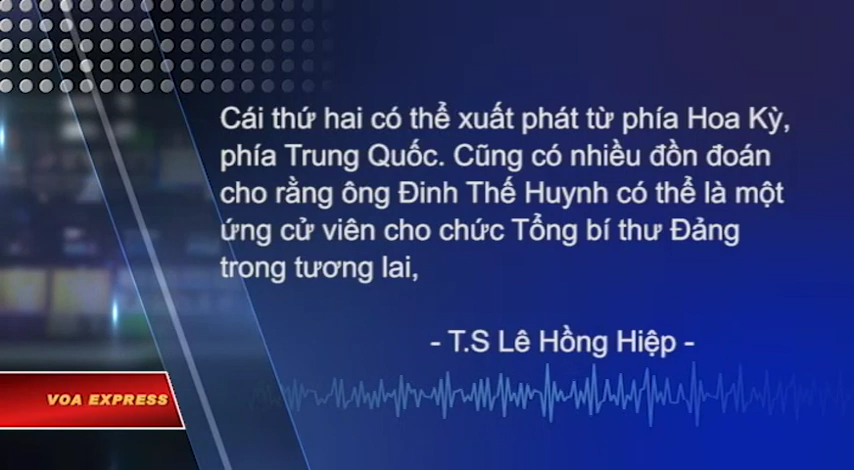 Cái thứ hai có thể xuất phát từ phía Hoa Kỳ,
phía Trung Quốc. Cũng có nhiều đồn đoán
cho rằng ông Đinh Thế Huynh có thể là một
ứng cử viên cho chức Tổng bí thư Đảng
trong tương lai,
- T.S Lê Hồng Hiệp -
VOA EXPRESS